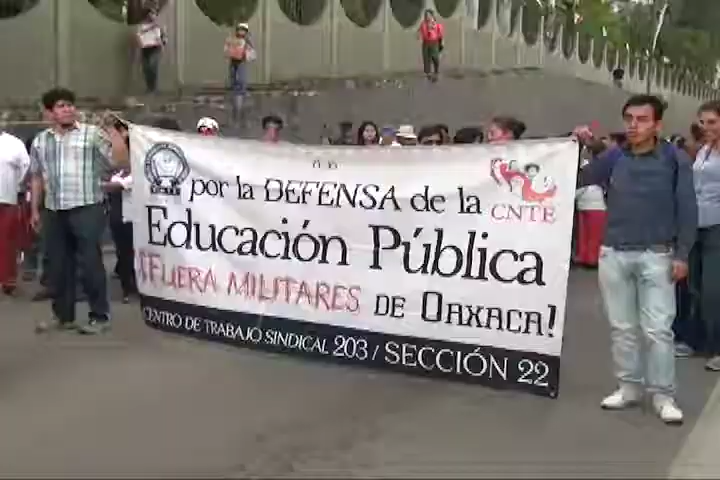 por la DEFENSA de la
CNTE
Educación Pública
¡FUERA MILITARES DE OAXACA!
CENTRO DE TRABAJO SINDICAL 203 / SECCIÓN 22